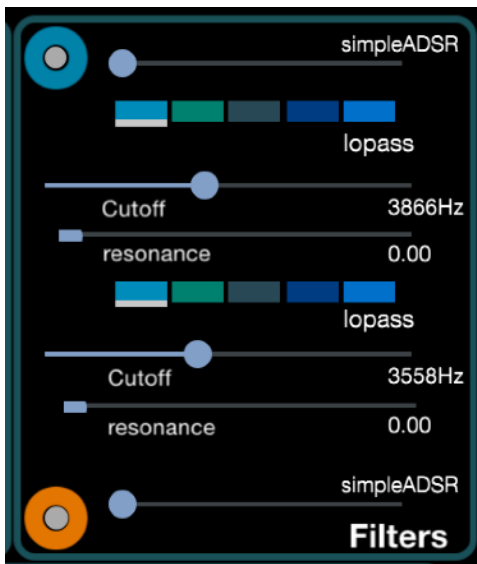 simpleADSR
lopass
Cutoff 3866Hz
resonance 0.00
lopass
Cutoff 3558Hz
resonance 0.00
simpleADSR
Filters